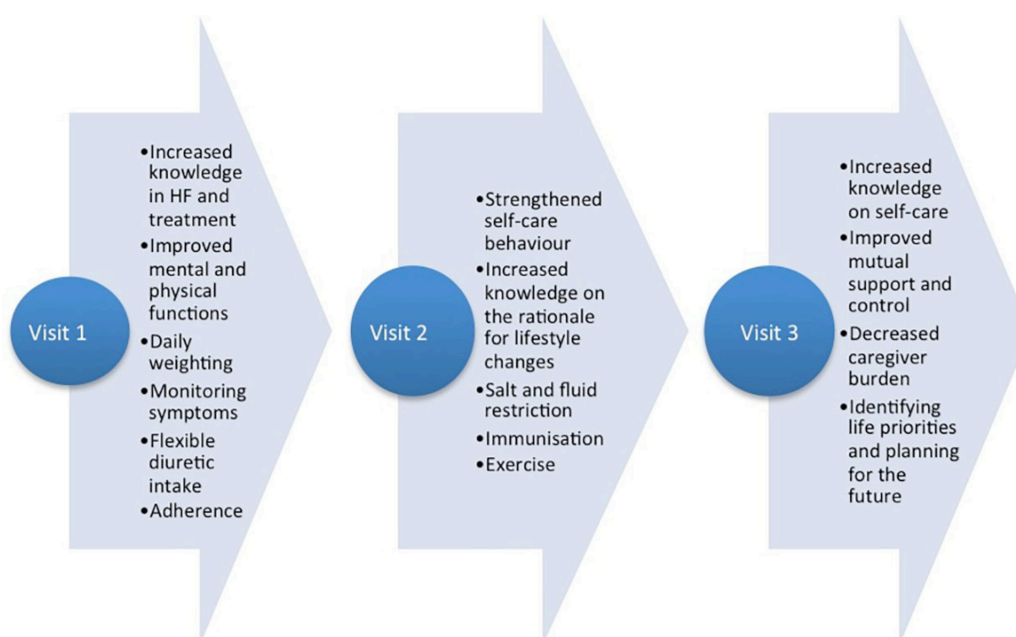 Visit 1
•Increased
knowledge
in HF and
treatment
•Improved
mental and
physical
functions
•Daily
weighting
•Monitoring
symptoms
•Flexible
diuretic
intake
•Adherence
Visit 2
•Strengthened
self-care
behaviour
•Increased
knowledge on
the rationale
for lifestyle
changes
•Salt and fluid
restriction
•Immunisation
•Exercise
Visit 3
•Increased
knowledge
on self-care
•Improved
mutual
support and
control
•Decreased
caregiver
burden
•Identifying
life priorities
and planning
for the
future